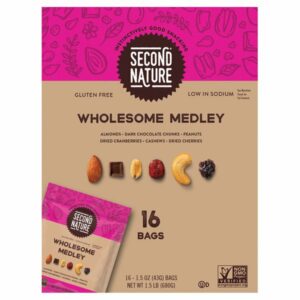 INSTINCTIVELY GOOD SNACKING
SECOND
NATURE
GLUTEN FREE
LOW IN SODIUM
WHOLESOME MEDLEY
ALMONDS • DARK CHOCOLATE CHUNKS • PEANUTS
DRIED CRANBERRIES • CASHEWS • DRIED CHERRIES
16
BAGS
SECOND
NATURE
WHOLESOME
MEDLEY
16 - 1.5 OZ (43G) BAGS
NET WT 1.5 LB (680G)
NON
GMO
VERIFIED